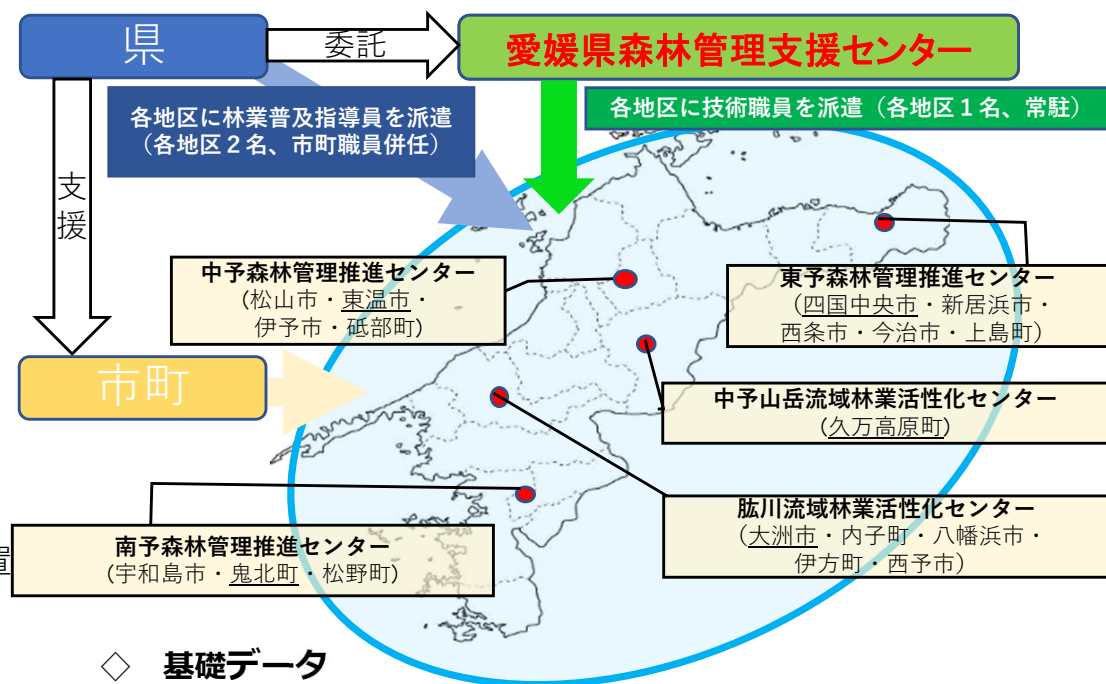 県
委託
愛媛県森林管理支援センター
各地区に林業普及指導員を派遣
（各地区２名、市町職員併任）
各地区に技術職員を派遣（各地区１名、常駐）
支援
中予森林管理推進センター
(松山市・東温市・
伊予市・砥部町)
東予森林管理推進センター
(四国中央市・新居浜市・
西条市・今治市・上島町)
市町
中予山岳流域林業活性化センター
(久万高原町)
肱川流域林業活性化センター
(大洲市・内子町・八幡浜市・
伊方町・西予市)
南予森林管理推進センター
(宇和島市・鬼北町・松野町)
置
◇　基礎データ